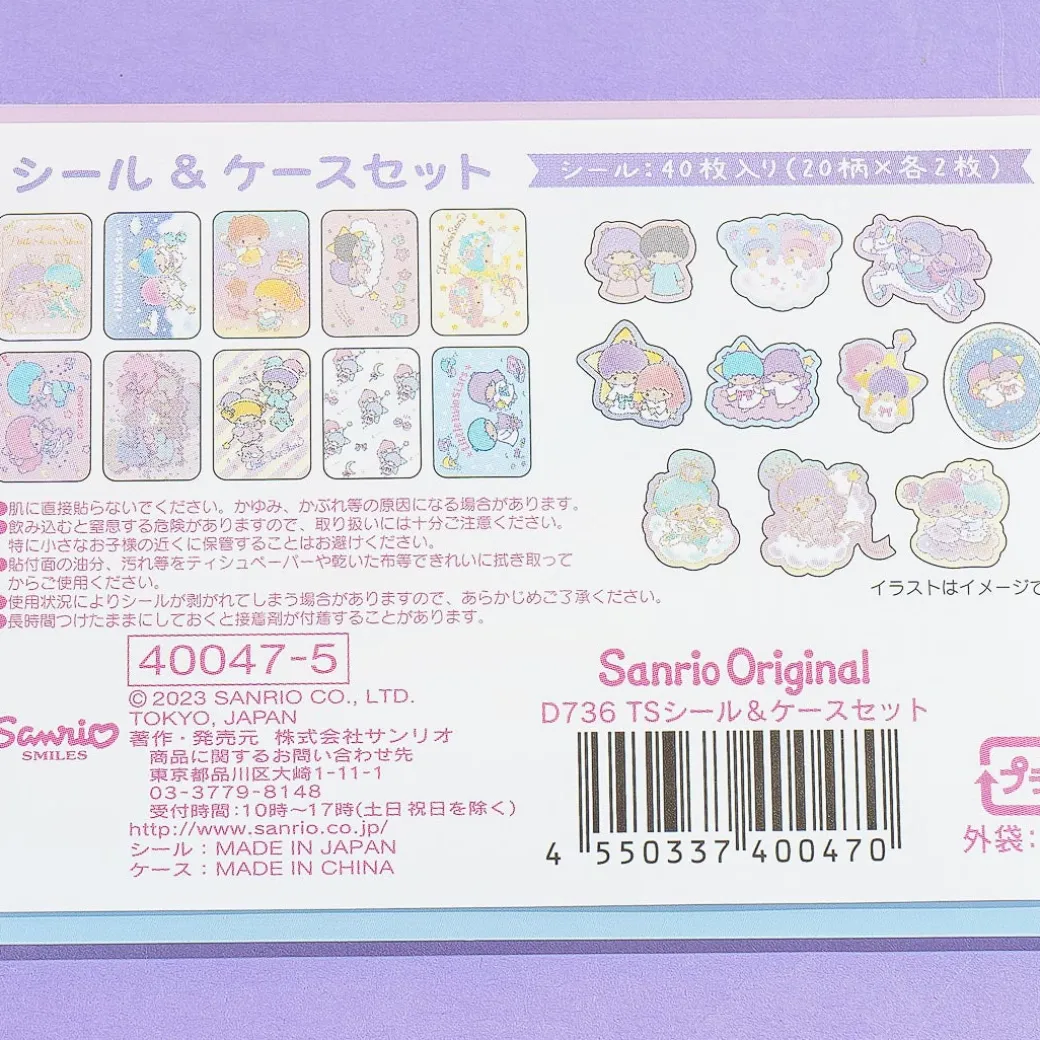 シール & ケースセット
シール：40枚入り(20柄×各2枚)
Little Twin Stars
イラストはイメージで
●肌に直接貼らないでください。かゆみ、かぶれ等の原因になる場合があります。
●飲み込むと窒息する危険がありますので、取り扱いには十分ご注意ください。
特に小さなお子様の近くに保管することはお避けください。
●貼付面の油分、汚れ等をティシュペーパーや乾いた布等できれいに拭き取って
からご使用ください。
●使用状況によりシールが剥がれてしまう場合がありますので、あらかじめご了承ください。
●長時間つけたままにしておくと接着剤が付着することがあります。
40047-5
© 2023 SANRIO CO., LTD.
TOKYO, JAPAN
著作・発売元 株式会社サンリオ
商品に関するお問い合わせ先
東京都品川区大崎1-11-1
03-3779-8148
受付時間:10時～17時(土日祝日を除く)
http://www.sanrio.co.jp/
シール：MADE IN JAPAN
ケース：MADE IN CHINA
Sanrio
SMILES
Sanrio Original
D736 TSシール&ケースセット
4 550337 400470
プラ
外袋: